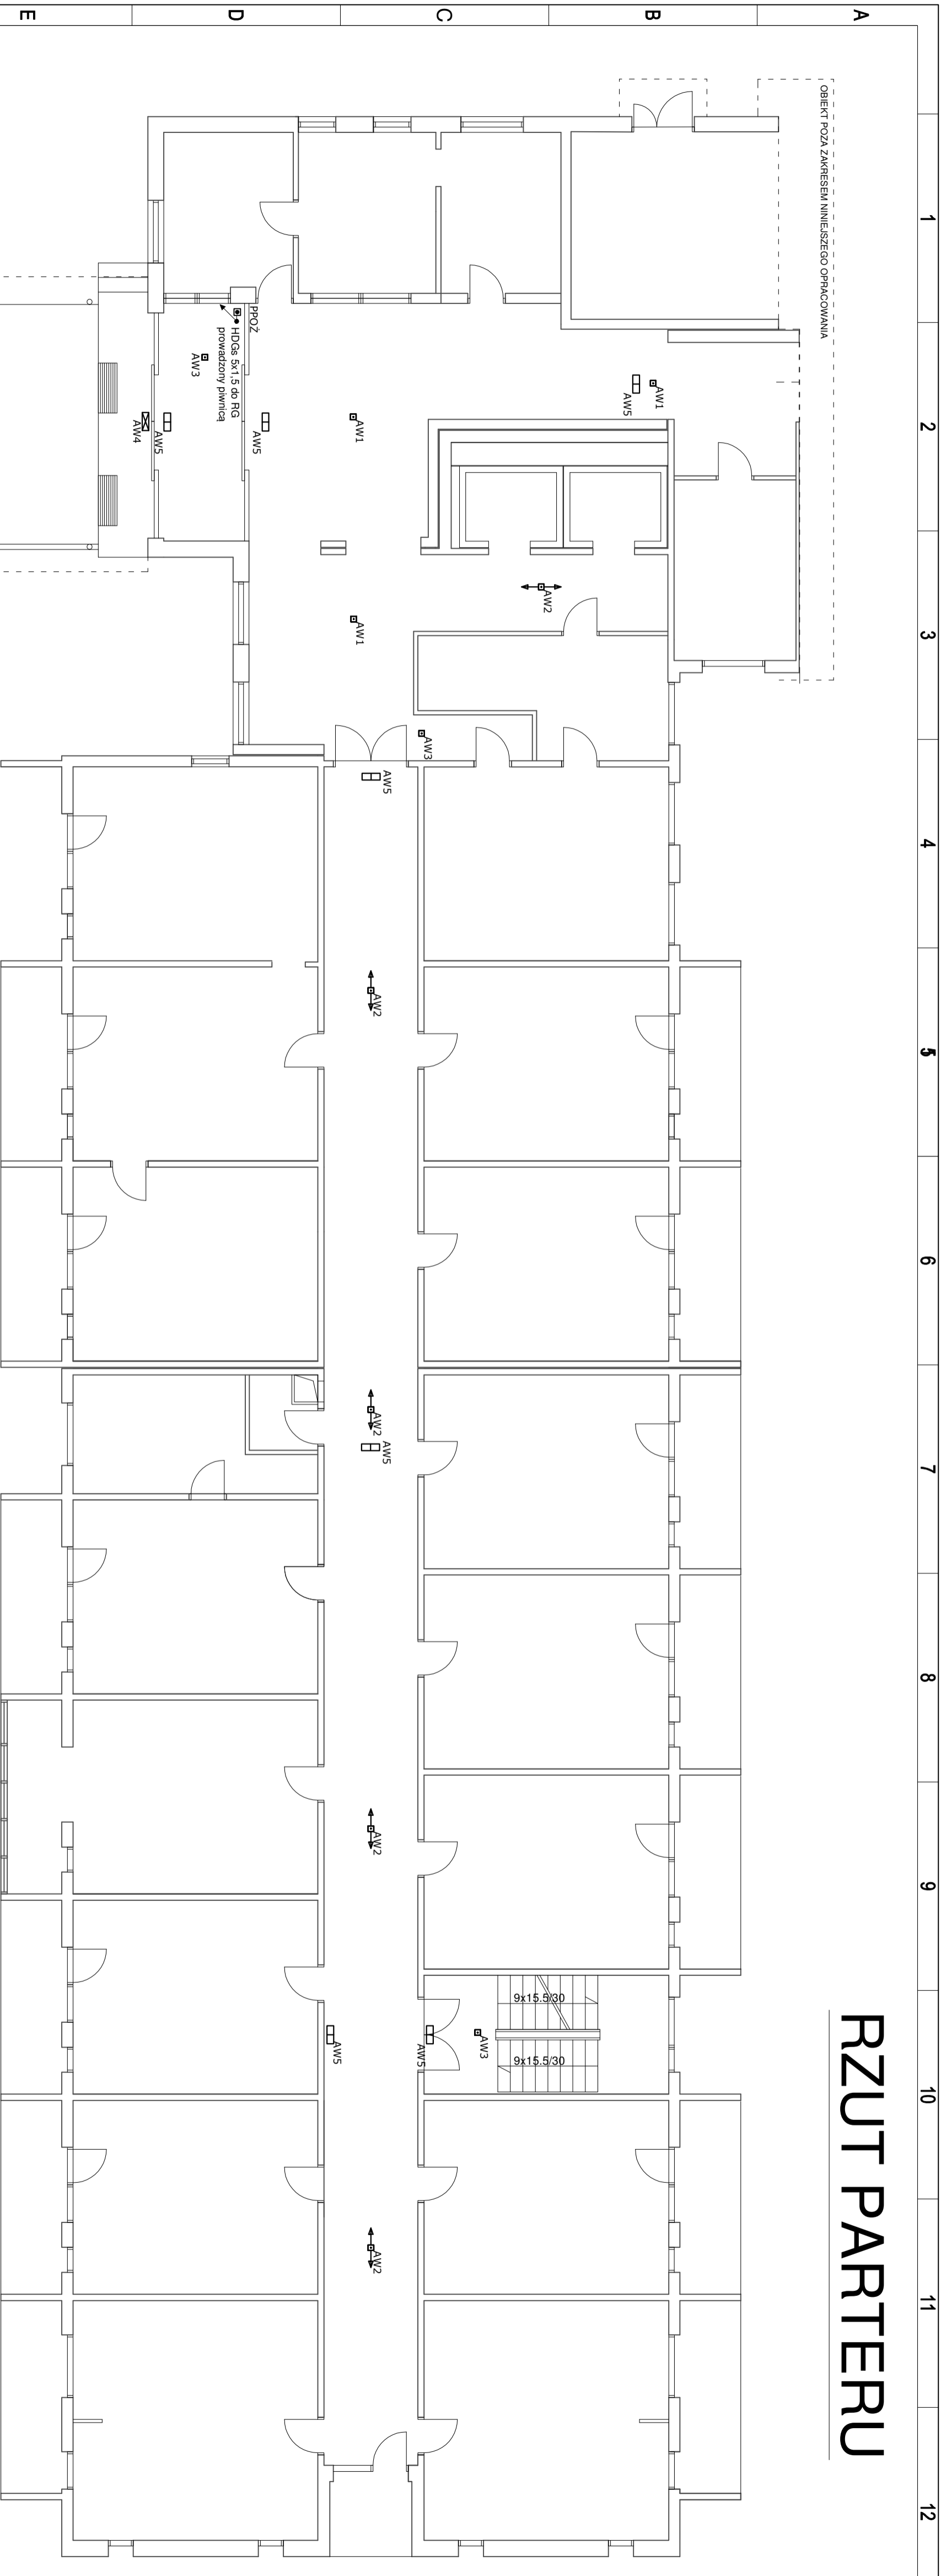 RZUT PARTERU
1
2
3
4
5
6
7
8
9
10
11
12
A
B
C
D
E
OBIEKT POZA ZAKRESEM NINIEJSZEGO OPRACOWANIA
AW1
AW5
AW1
AW5
PPOŻ
HDGs 5x1,5 do RG
prowadzony piwnicą
AW3
AW5
AW4
AW2
AW1
AW3
AW5
AW2
AW2
AW5
AW2
9x15.5/30
9x15.5/30
AW3
AW5
AW5
AW2